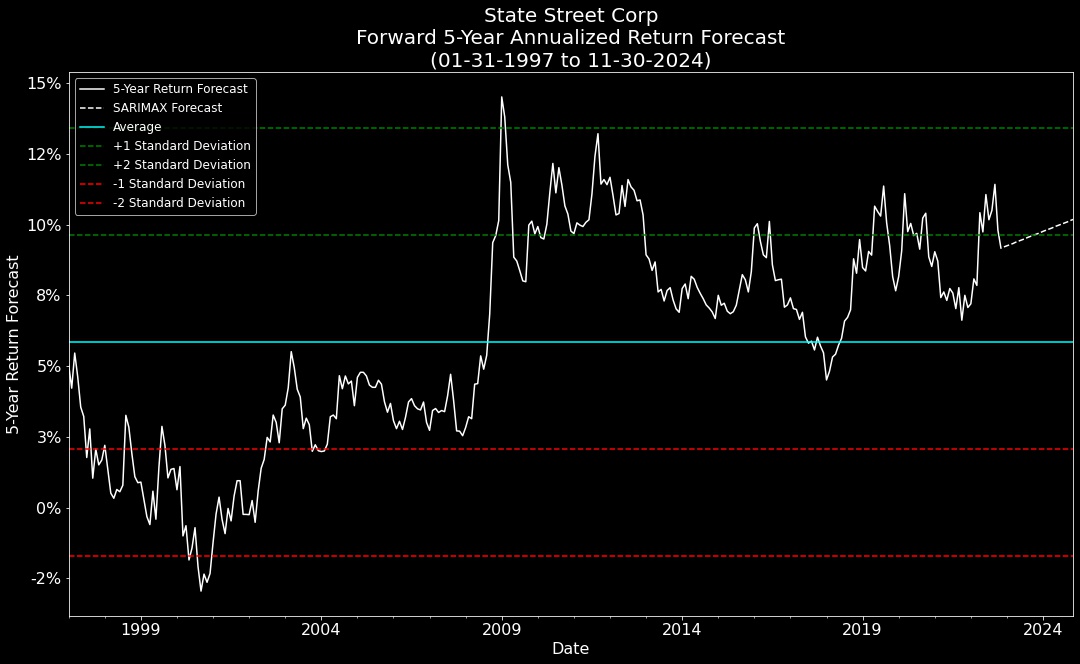 State Street Corp
Forward 5-Year Annualized Return Forecast
(01-31-1997 to 11-30-2024)
5-Year Return Forecast
SARIMAX Forecast
Average
+1 Standard Deviation
+2 Standard Deviation
-1 Standard Deviation
-2 Standard Deviation
15%
12%
10%
8%
5%
3%
0%
-2%
5-Year Return Forecast
1999 2004 2009 2014 2019 2024
Date